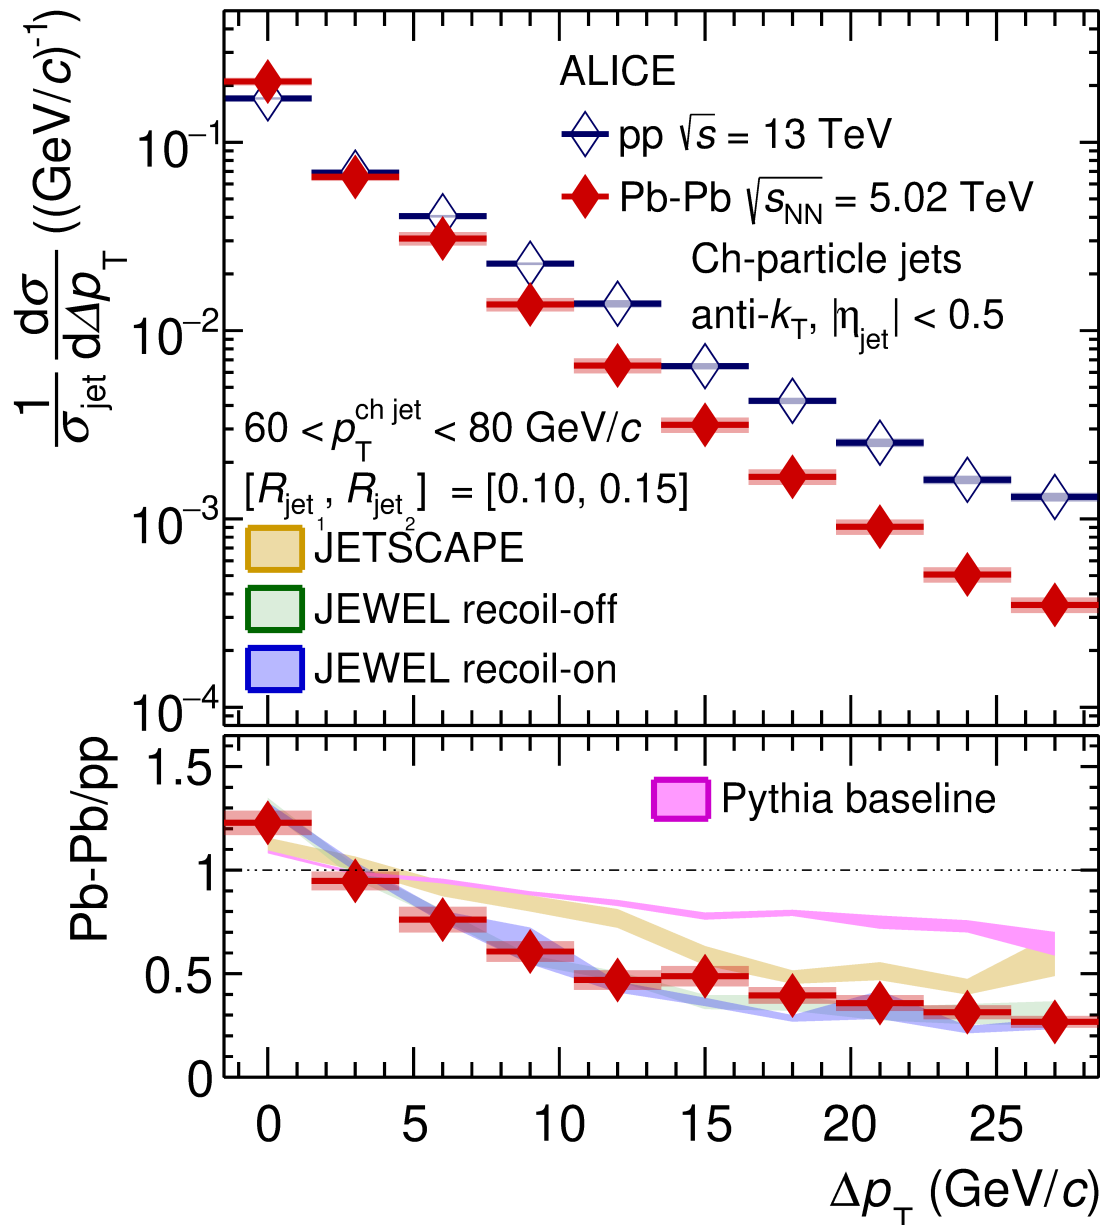 ALICE
pp √s = 13 TeV
Pb-Pb √sNN = 5.02 TeV
Ch-particle jets
anti-kT, |ηjet| < 0.5
1/σjet dσ/dΔpT ((GeV/c)-1)
10−1
10−2
10−3
10−4
60 < pTch jet < 80 GeV/c
[Rjet1, Rjet2] = [0.10, 0.15]
JETSCAPE
JEWEL recoil-off
JEWEL recoil-on
Pb-Pb/pp
Pythia baseline
1.5
1
0.5
0
0 5 10 15 20 25
ΔpT (GeV/c)